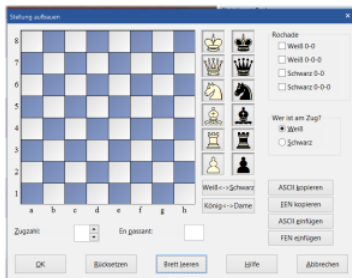 Stellung aufbauen
8
7
6
5
4
3
2
1
a b c d e f g h
Rochade
Weiß 0-0
Weiß 0-0-0
Schwarz 0-0
Schwarz 0-0-0
Wer ist am Zug?
Weiß
Schwarz
Weiß<->Schwarz
König<->Dame
ASCII kopieren
FEN kopieren
ASCII einfügen
FEN einfügen
Zugzahl:
En passant:
OK
Rücksetzen
Brett leeren
Hilfe
Abbrechen